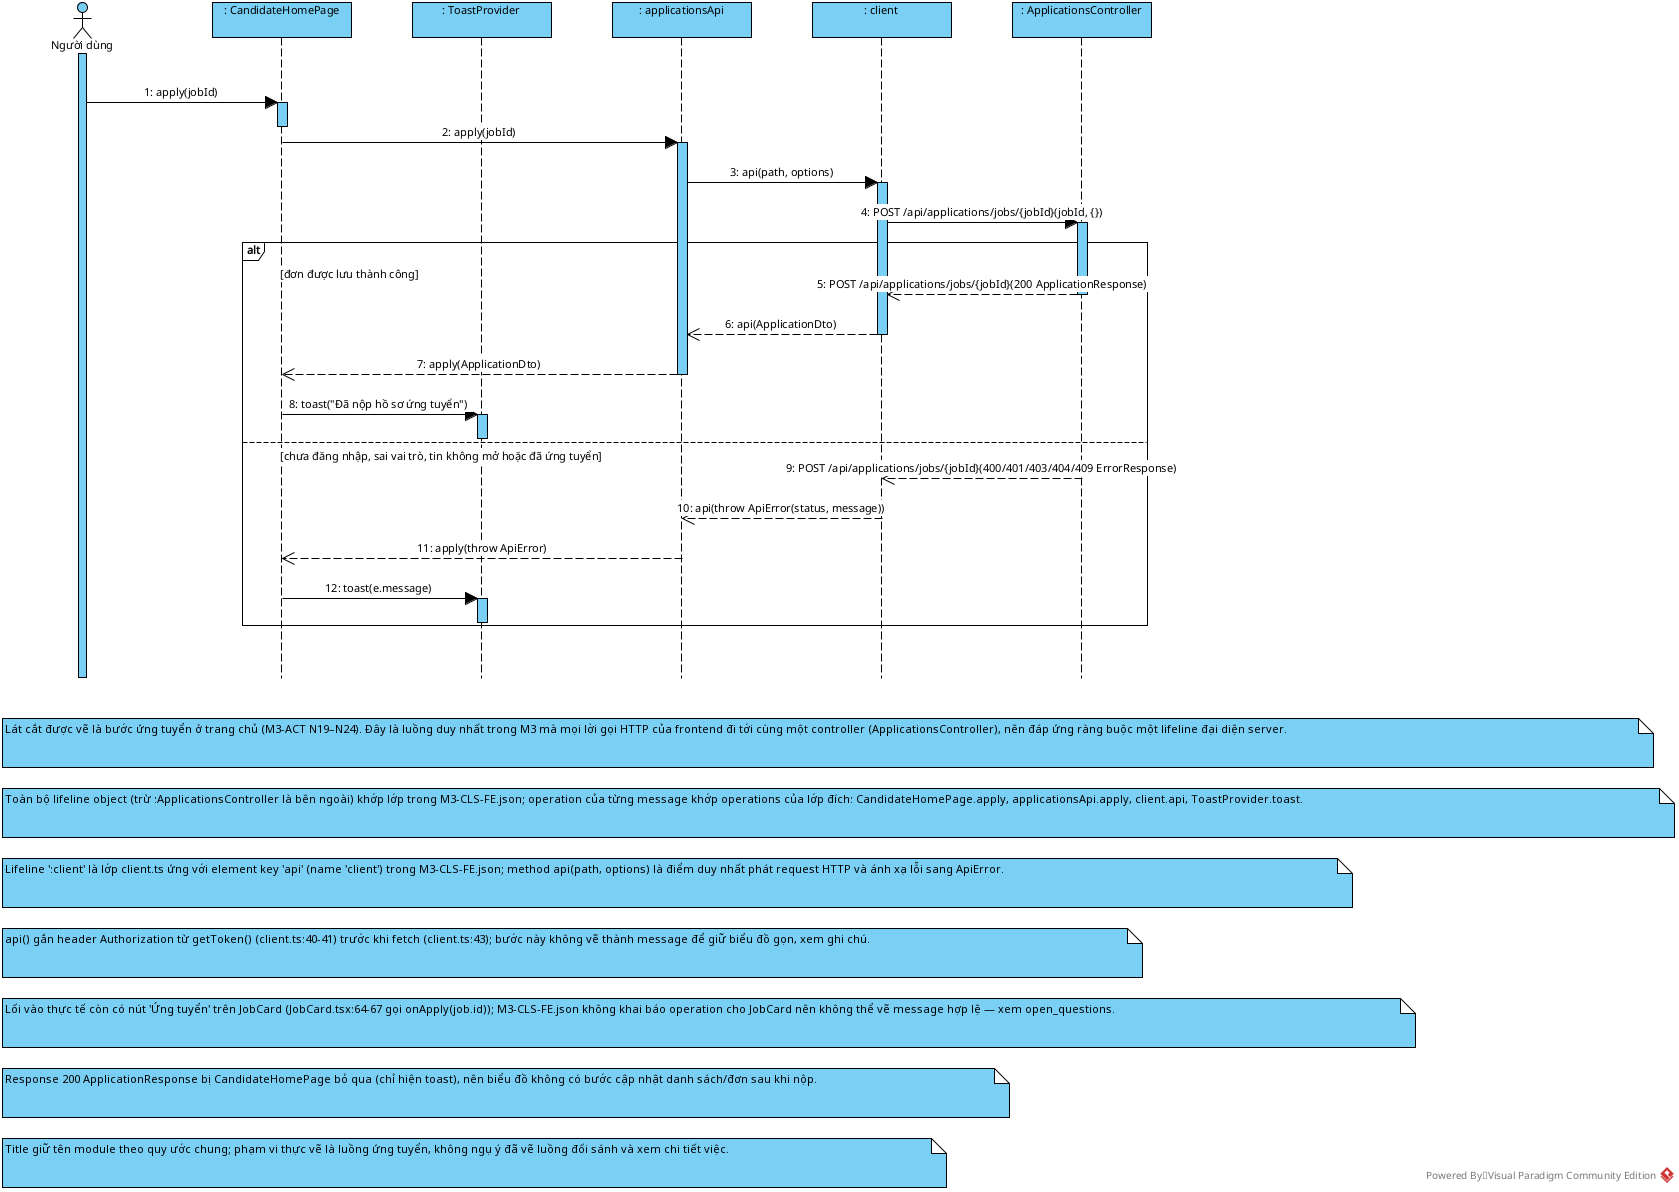 : CandidateHomePage
: ToastProvider
: applicationsApi
: client
: ApplicationsController
Người dùng
1: apply(jobId)
2: apply(jobId)
3: api(path, options)
4: POST /api/applications/jobs/{jobId}(jobId, {})
alt
[đơn được lưu thành công]
5: POST /api/applications/jobs/{jobId}(200 ApplicationResponse)
6: api(ApplicationDto)
7: apply(ApplicationDto)
8: toast("Đã nộp hồ sơ ứng tuyển")
[chưa đăng nhập, sai vai trò, tin không mở hoặc đã ứng tuyển]
9: POST /api/applications/jobs/{jobId}(400/401/403/404/409 ErrorResponse)
10: api(throw ApiError(status, message))
11: apply(throw ApiError)
12: toast(e.message)
Lát cắt được vẽ là bước ứng tuyển ở trang chủ (M3-ACT N19–N24). Đây là luồng duy nhất trong M3 mà mọi lời gọi HTTP của frontend đi tới cùng một controller (ApplicationsController), nên đáp ứng ràng buộc một lifeline đại diện server.
Toàn bộ lifeline object (trừ :ApplicationsController là bên ngoài) khớp lớp trong M3-CLS-FE.json; operation của từng message khớp operations của lớp đích: CandidateHomePage.apply, applicationsApi.apply, client.api, ToastProvider.toast.
Lifeline ':client' là lớp client.ts ứng với element key 'api' (name 'client') trong M3-CLS-FE.json; method api(path, options) là điểm duy nhất phát request HTTP và ánh xạ lỗi sang ApiError.
api() gắn header Authorization từ getToken() (client.ts:40-41) trước khi fetch (client.ts:43); bước này không vẽ thành message để giữ biểu đồ gọn, xem ghi chú.
Lối vào thực tế còn có nút 'Ứng tuyển' trên JobCard (JobCard.tsx:64-67 gọi onApply(job.id)); M3-CLS-FE.json không khai báo operation cho JobCard nên không thể vẽ message hợp lệ — xem open_questions.
Response 200 ApplicationResponse bị CandidateHomePage bỏ qua (chỉ hiện toast), nên biểu đồ không có bước cập nhật danh sách/đơn sau khi nộp.
Title giữ tên module theo quy ước chung; phạm vi thực vẽ là luồng ứng tuyển, không ngụ ý đã vẽ luồng đối sánh và xem chi tiết việc.
Powered By Visual Paradigm Community Edition